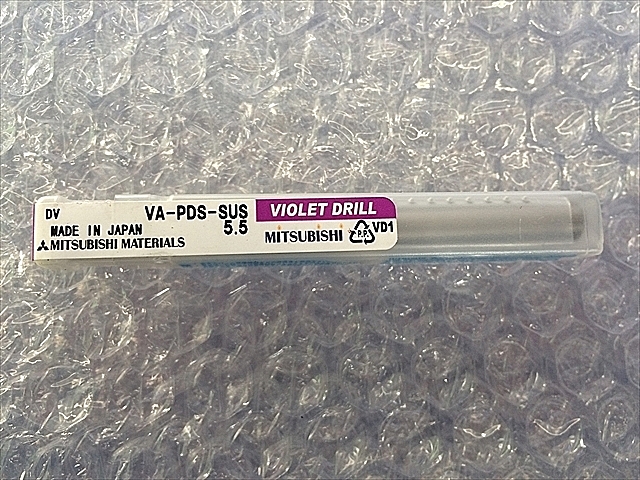 DV
VA-PDS-SUS
5.5
MADE IN JAPAN
MITSUBISHI MATERIALS
VIOLET DRILL
MITSUBISHI
P.P.
VD1